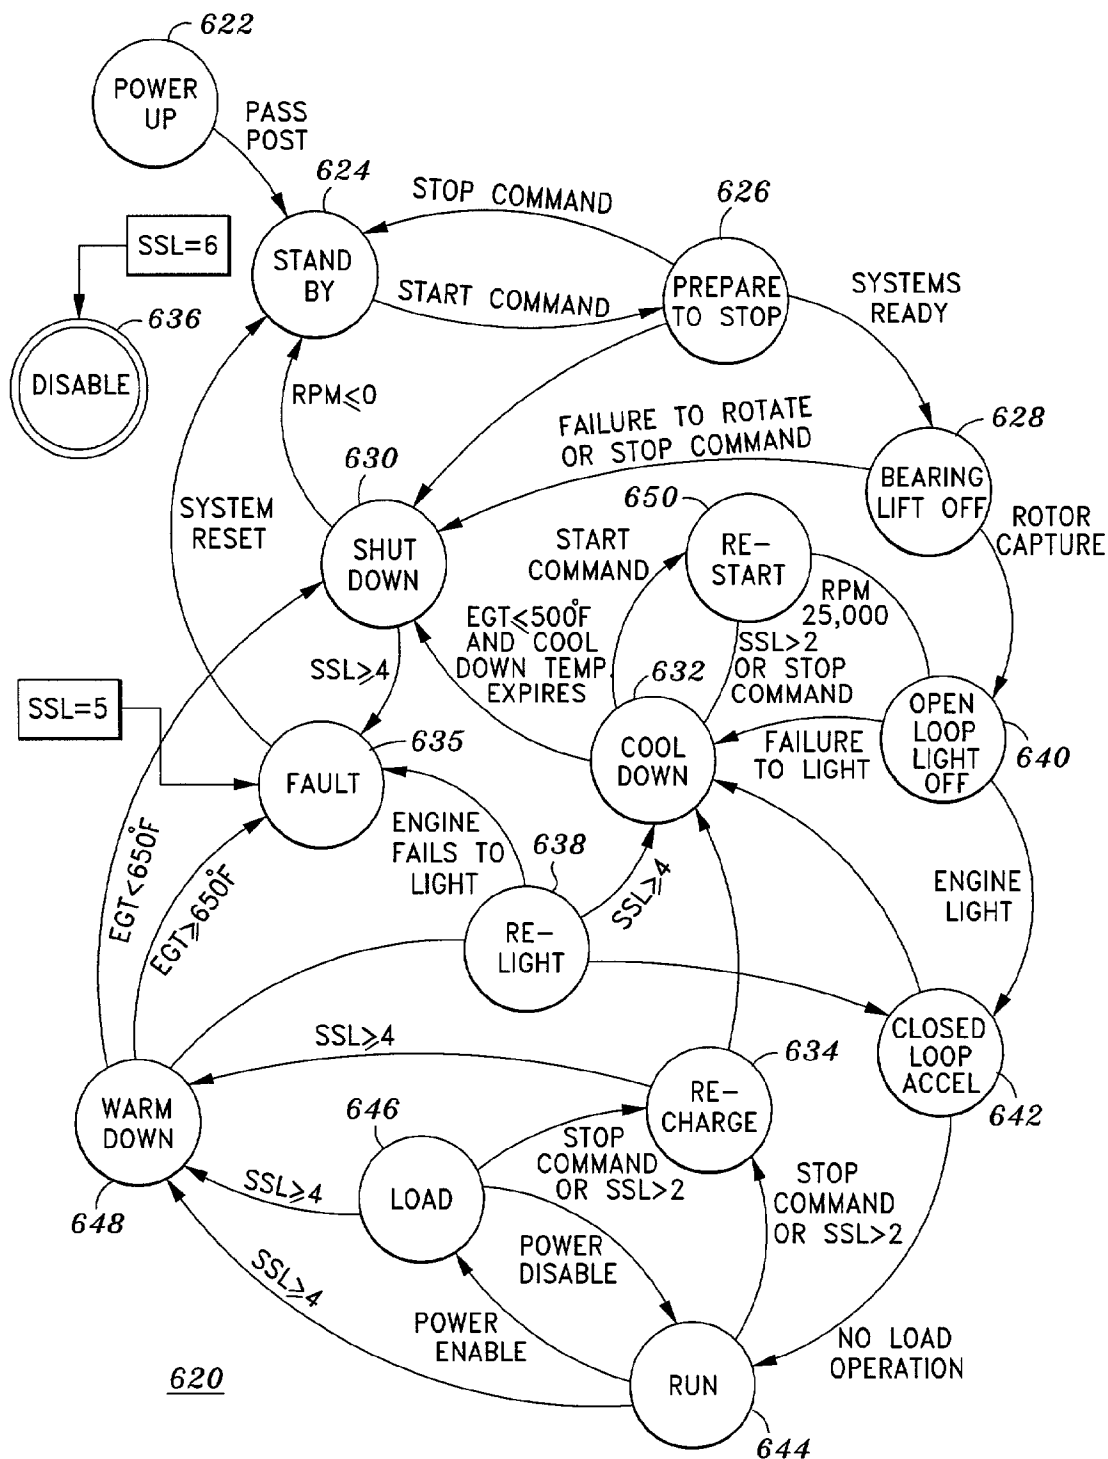 622
POWER
UP
PASS
POST
624
STOP COMMAND
626
SSL=6
STAND
BY
START COMMAND
PREPARE
TO STOP
SYSTEMS
READY
636
DISABLE
RPM≤0
FAILURE TO ROTATE
OR STOP COMMAND
628
BEARING
LIFT OFF
630
650
SYSTEM
RESET
SHUT
DOWN
START
COMMAND
RE-
START
ROTOR
CAPTURE
RPM
25,000
EGT≤500°F
AND COOL
DOWN TEMP
EXPIRES
SSL≥4
632
SSL>2
OR STOP
COMMAND
SSL=5
635
FAULT
COOL
DOWN
FAILURE
TO LIGHT
OPEN
LOOP
LIGHT
OFF
640
EGT<650°F
EGT≥650°F
ENGINE
FAILS TO
LIGHT
638
SSL≥4
RE-
LIGHT
ENGINE
LIGHT
SSL≥4
634
CLOSED
LOOP
ACCEL
642
WARM
DOWN
648
646
RE-
CHARGE
LOAD
STOP
COMMAND
OR SSL>2
SSL≥4
STOP
COMMAND
OR SSL>2
POWER
DISABLE
SSL≥4
POWER
ENABLE
NO LOAD
OPERATION
RUN
620
644